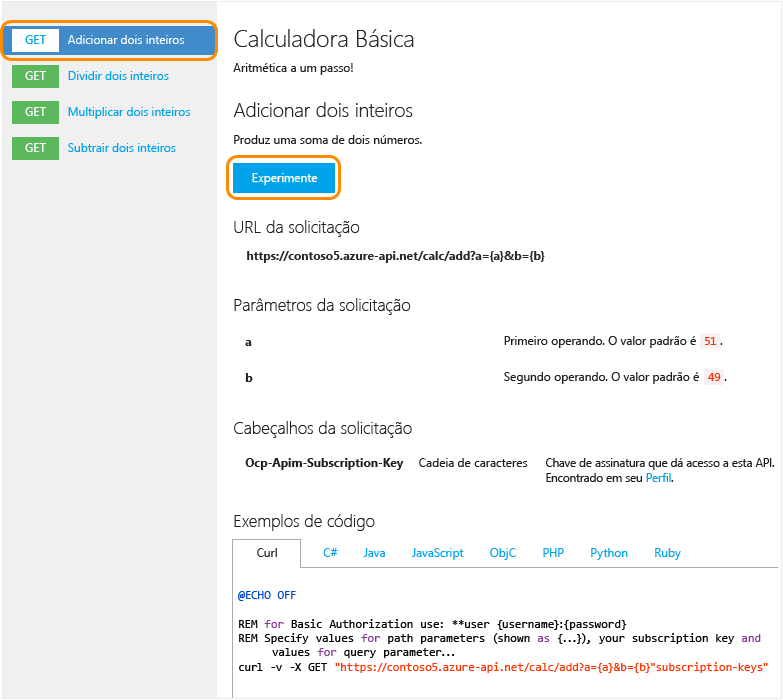 GET Adicionar dois inteiros
GET Dividir dois inteiros
GET Multiplicar dois inteiros
GET Subtrair dois inteiros
Calculadora Básica
Aritmética a um passo!
Adicionar dois inteiros
Produz uma soma de dois números.
Experimente
URL da solicitação
https://contoso5.azure-api.net/calc/add?a={a}&b={b}
Parâmetros da solicitação
a Primeiro operando. O valor padrão é 51 .
b Segundo operando. O valor padrão é 49 .
Cabeçalhos da solicitação
Ocp-Apim-Subscription-Key Cadeia de caracteres Chave de assinatura que dá acesso a esta API.
Encontrado em seu Perfil.
Exemplos de código
Curl C# Java JavaScript ObjC PHP Python Ruby
@ECHO OFF
REM for Basic Authorization use: **user {username}:{password}
REM Specify values for path parameters (shown as {...}), your subscription key and
values for query parameter...
curl -v -X GET "https://contoso5.azure-api.net/calc/add?a={a}&b={b}"subscription-keys"